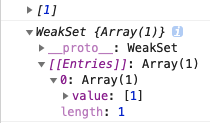 ▶ [1]
▼ WeakSet {Array(1)} i
▶ __proto__: WeakSet
▼ [[Entries]]: Array(1)
▼ 0: Array(1)
▶ value: [1]
length: 1